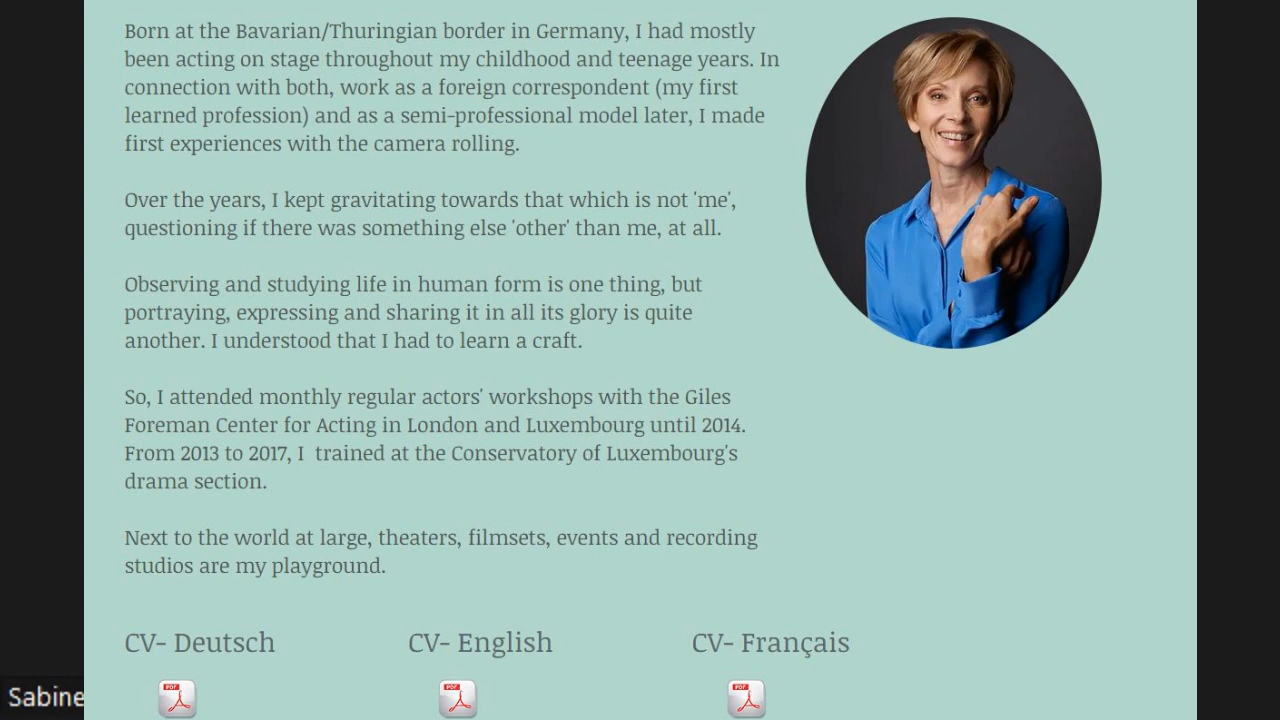 Born at the Bavarian/Thuringian border in Germany, I had mostly
been acting on stage throughout my childhood and teenage years. In
connection with both, work as a foreign correspondent (my first
learned profession) and as a semi-professional model later, I made
first experiences with the camera rolling.
Over the years, I kept gravitating towards that which is not 'me',
questioning if there was something else 'other' than me, at all.
Observing and studying life in human form is one thing, but
portraying, expressing and sharing it in all its glory is quite
another. I understood that I had to learn a craft.
So, I attended monthly regular actors' workshops with the Giles
Foreman Center for Acting in London and Luxembourg until 2014.
From 2013 to 2017, I  trained at the Conservatory of Luxembourg's
drama section.
Next to the world at large, theaters, filmsets, events and recording
studios are my playground.
CV- Deutsch CV- English CV- Français
PDF PDF PDF
Sabine